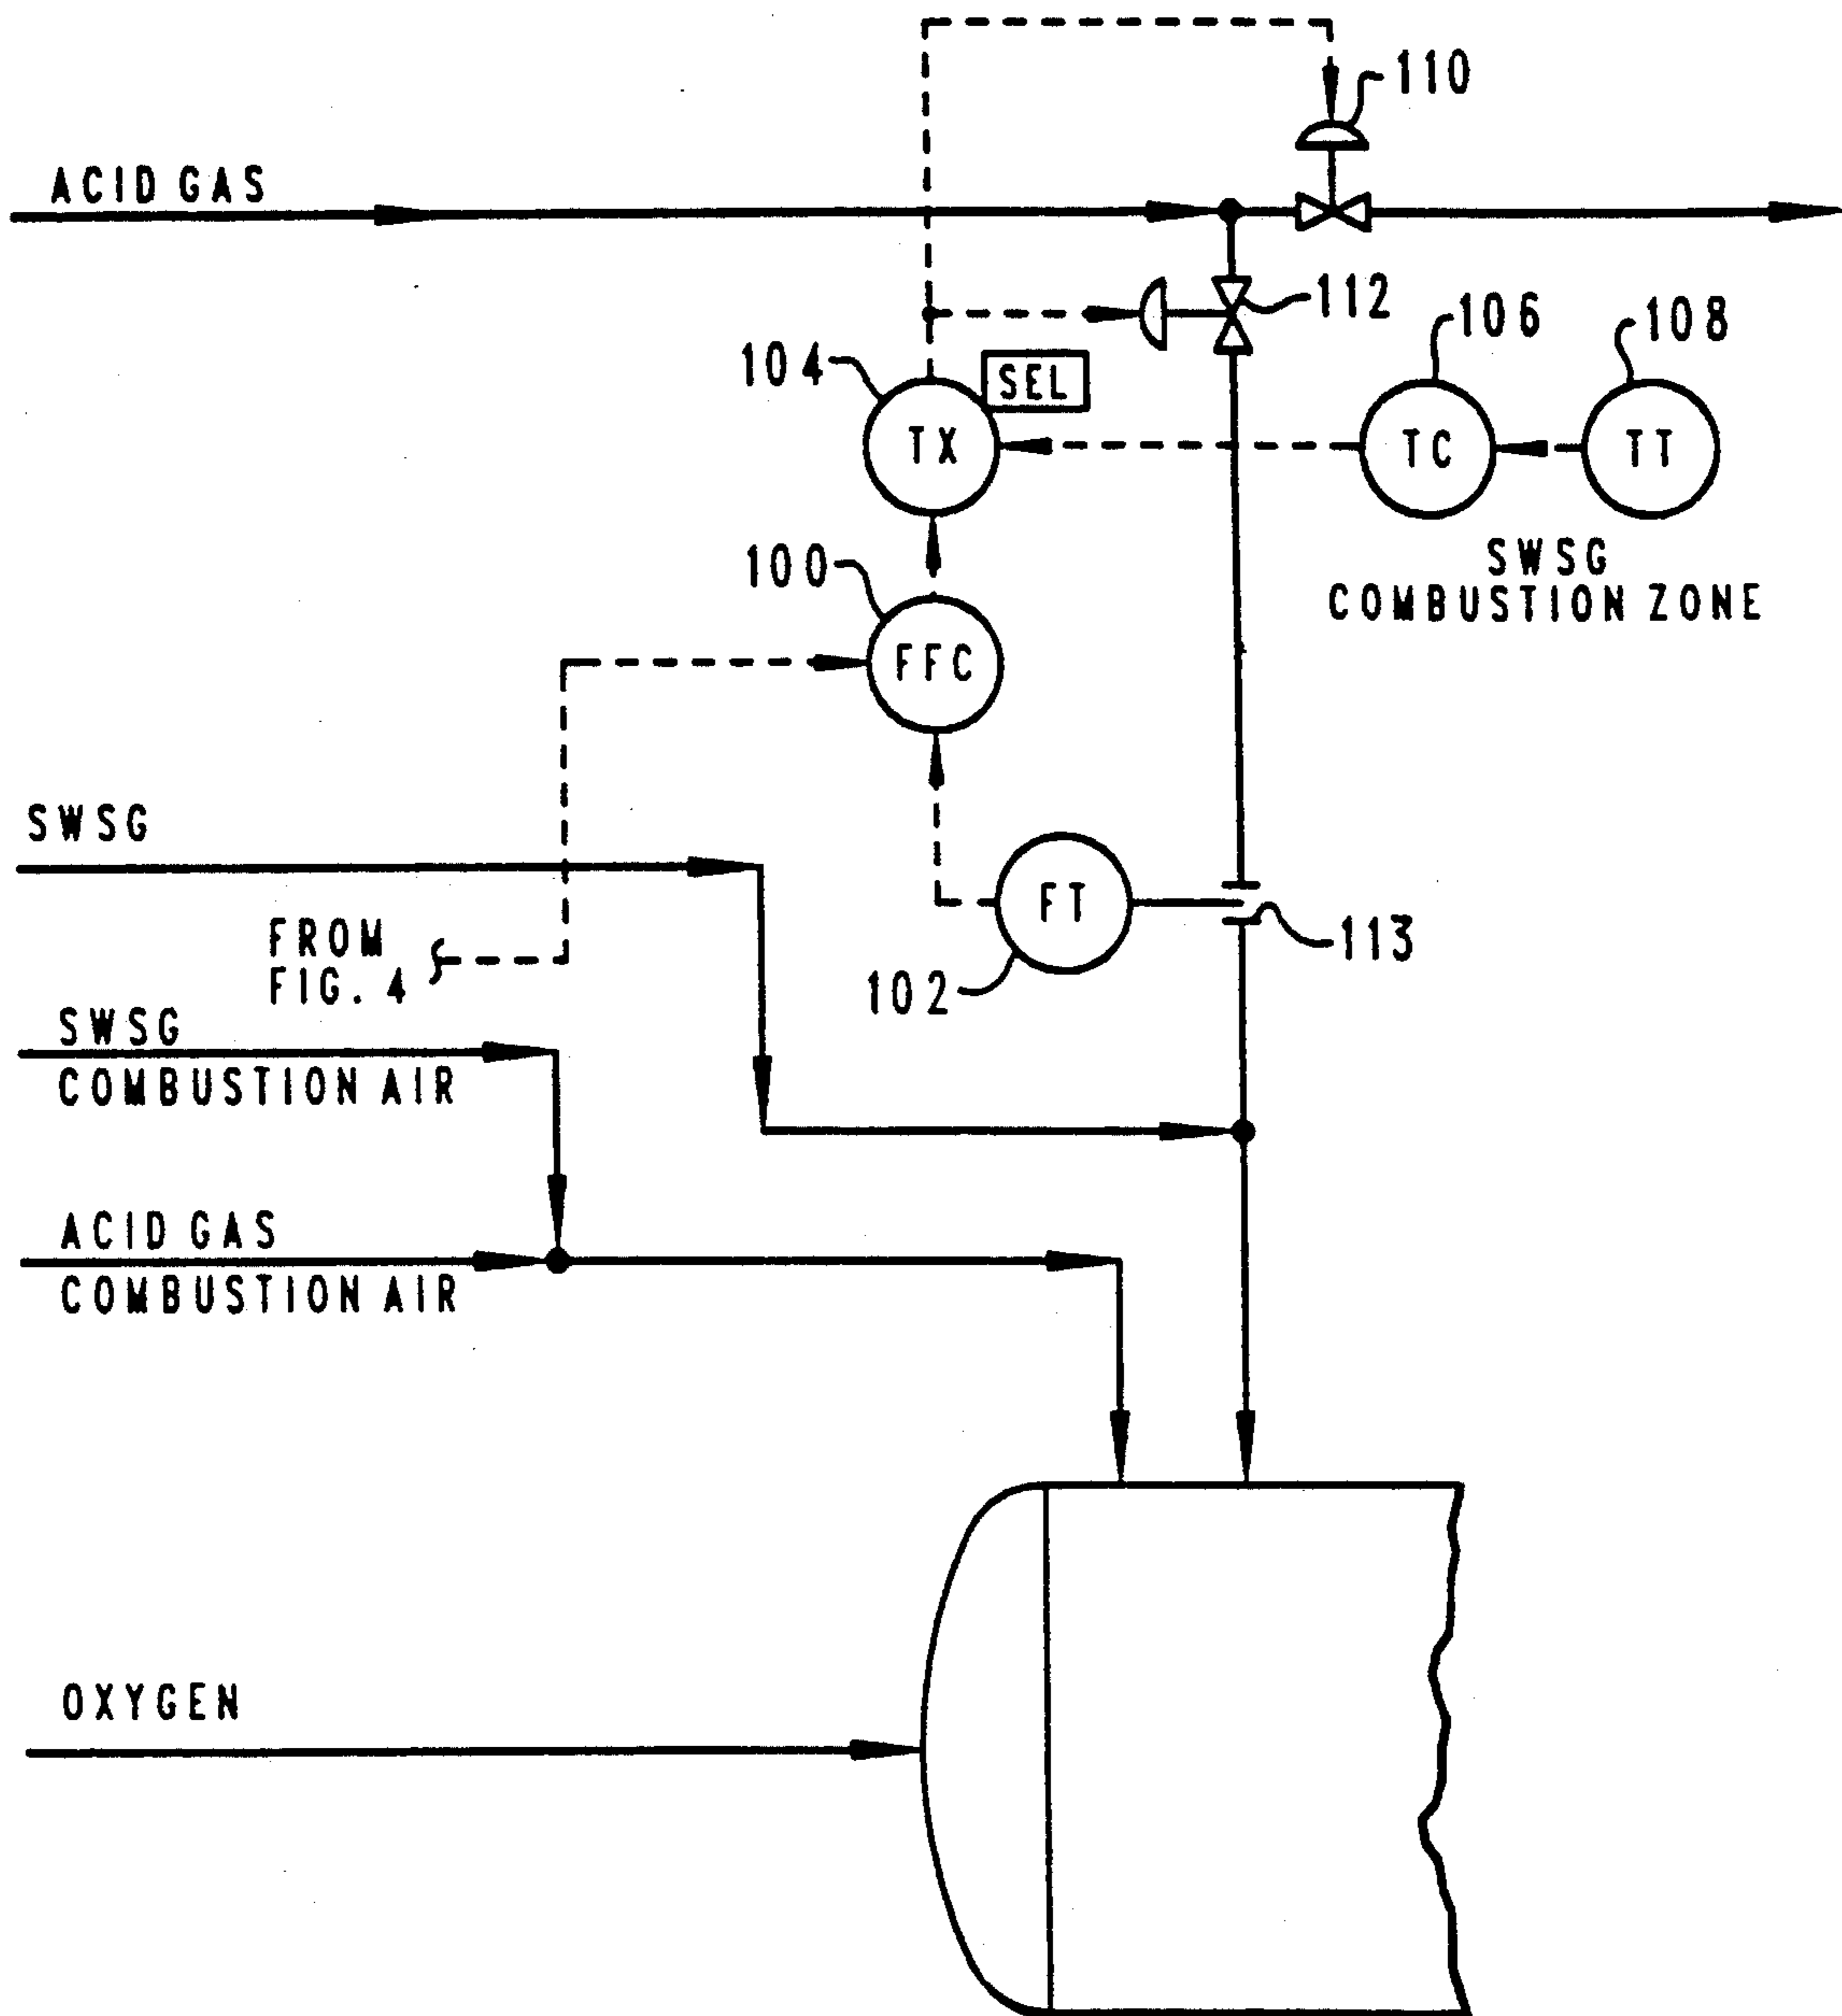 110
ACID GAS
112
106
108
104
SEL
TX
TC
TT
100
SWSG
COMBUSTION ZONE
FFC
SWSG
FT
FROM
FIG. 4
113
102
SWSG
COMBUSTION AIR
ACID GAS
COMBUSTION AIR
OXYGEN